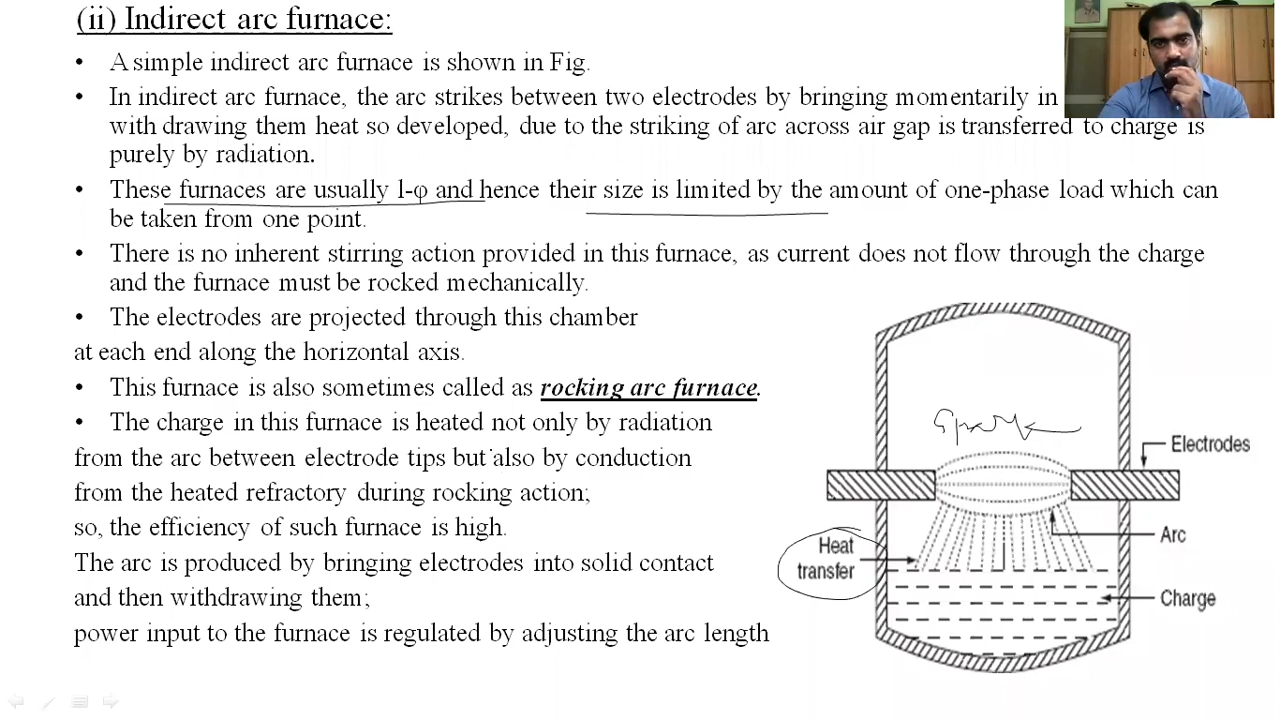 (ii) Indirect arc furnace:
• A simple indirect arc furnace is shown in Fig.
• In indirect arc furnace, the arc strikes between two electrodes by bringing momentarily in
with drawing them heat so developed, due to the striking of arc across air gap is transferred to charge is
purely by radiation.
• These furnaces are usually l-φ and hence their size is limited by the amount of one-phase load which can
be taken from one point.
• There is no inherent stirring action provided in this furnace, as current does not flow through the charge
and the furnace must be rocked mechanically.
• The electrodes are projected through this chamber
at each end along the horizontal axis.
• This furnace is also sometimes called as rocking arc furnace.
• The charge in this furnace is heated not only by radiation
from the arc between electrode tips but also by conduction
from the heated refractory during rocking action;
so, the efficiency of such furnace is high.
The arc is produced by bringing electrodes into solid contact
and then withdrawing them;
power input to the furnace is regulated by adjusting the arc length
Electrodes
Arc
Heat
transfer
Charge